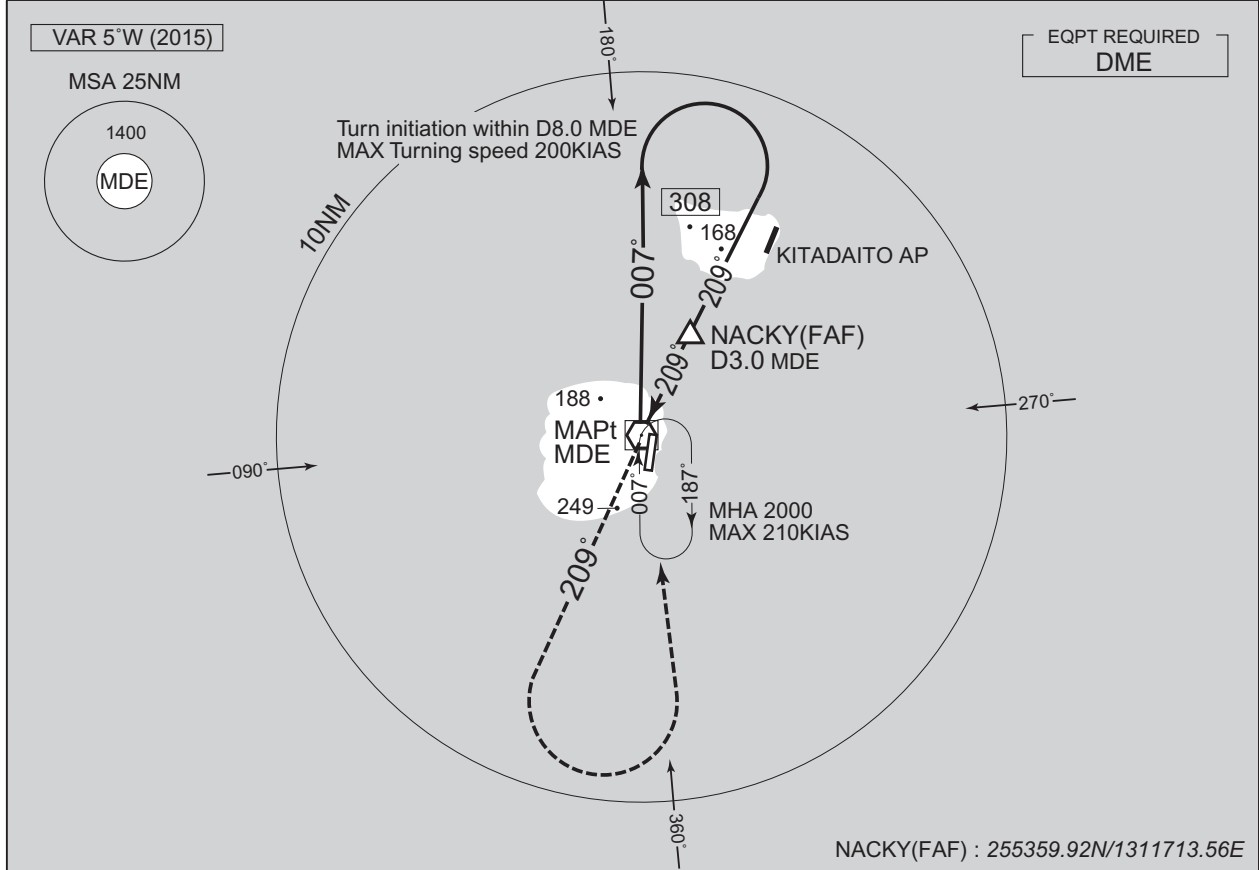 VAR 5°W (2015)
MSA 25NM
1400
MDE
180°
EQPT REQUIRED
DME
Turn initiation within D8.0 MDE
MAX Turning speed 200KIAS
10NM
308
168
KITADAITO AP
007°
209°
NACKY(FAF)
D3.0 MDE
209°
270°
188
MAPt
MDE
090°
249
007°
187°
MHA 2000
MAX 210KIAS
209°
360°
NACKY(FAF) : 255359.92N/1311713.56E